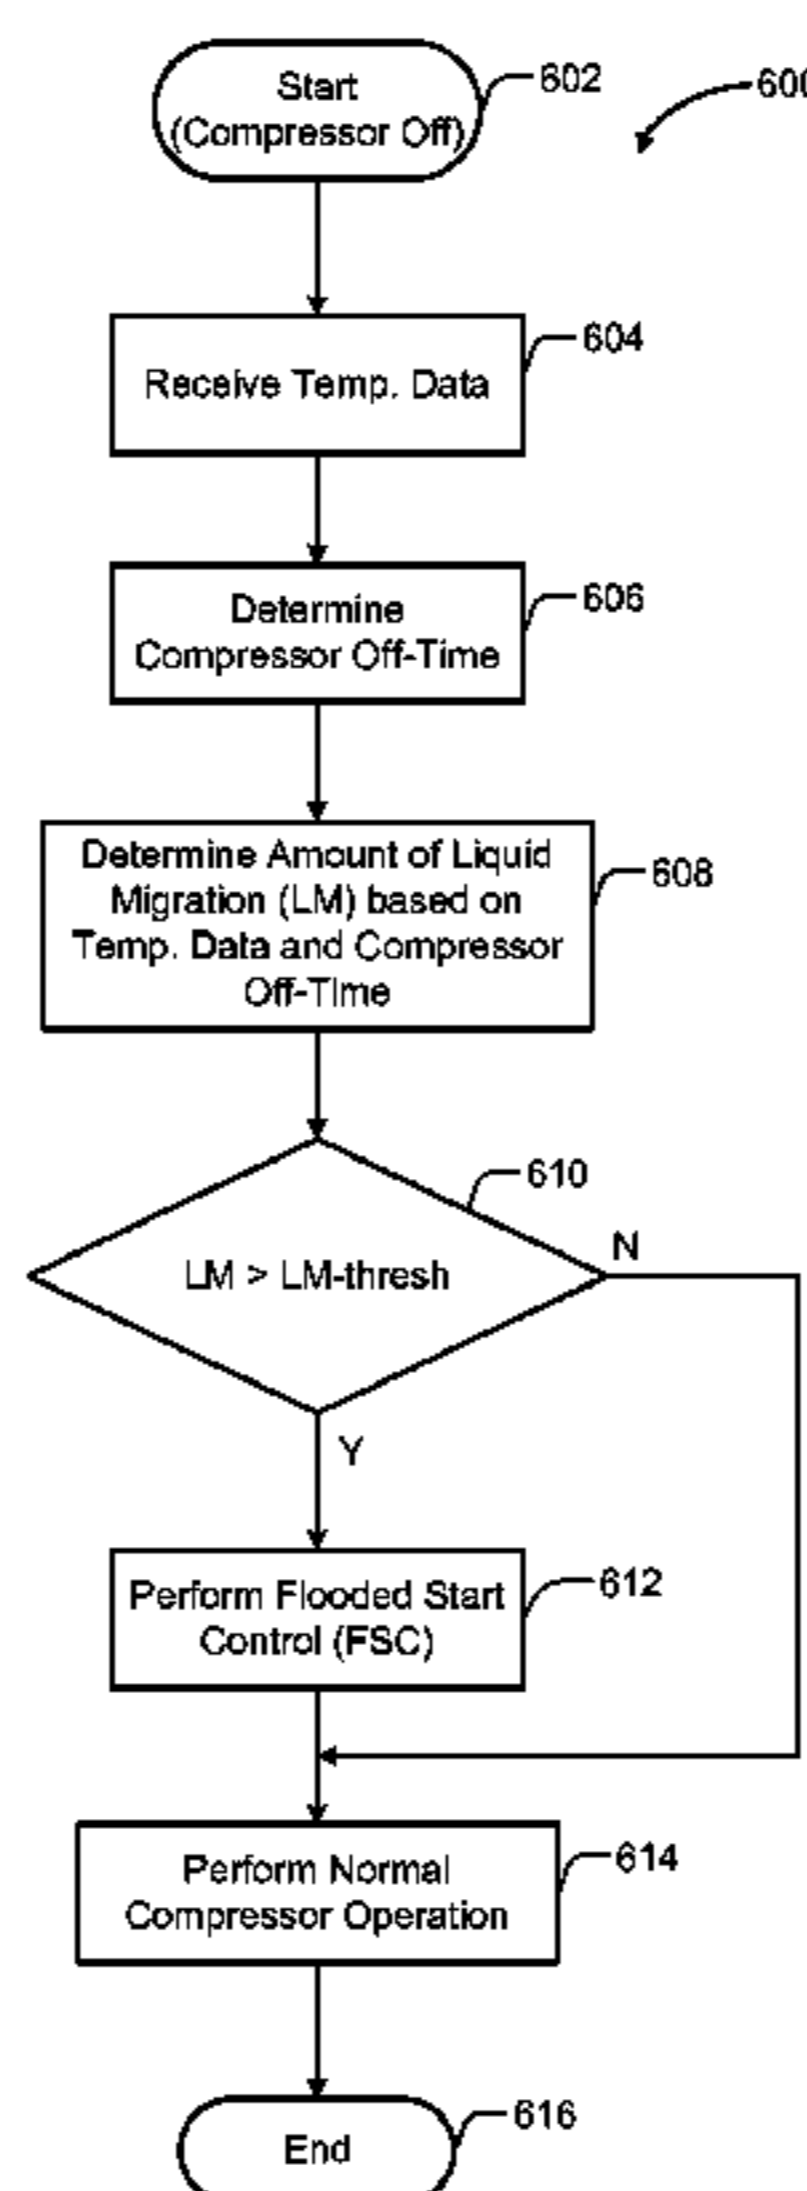 Start
(Compressor Off)
602
600
Receive Temp. Data
604
Determine
Compressor Off-Time
606
Determine Amount of Liquid
Migration (LM) based on
Temp. Data and Compressor
Off-Time
608
610
LM > LM-thresh
N
Y
Perform Flooded Start
Control (FSC)
612
Perform Normal
Compressor Operation
614
End
616